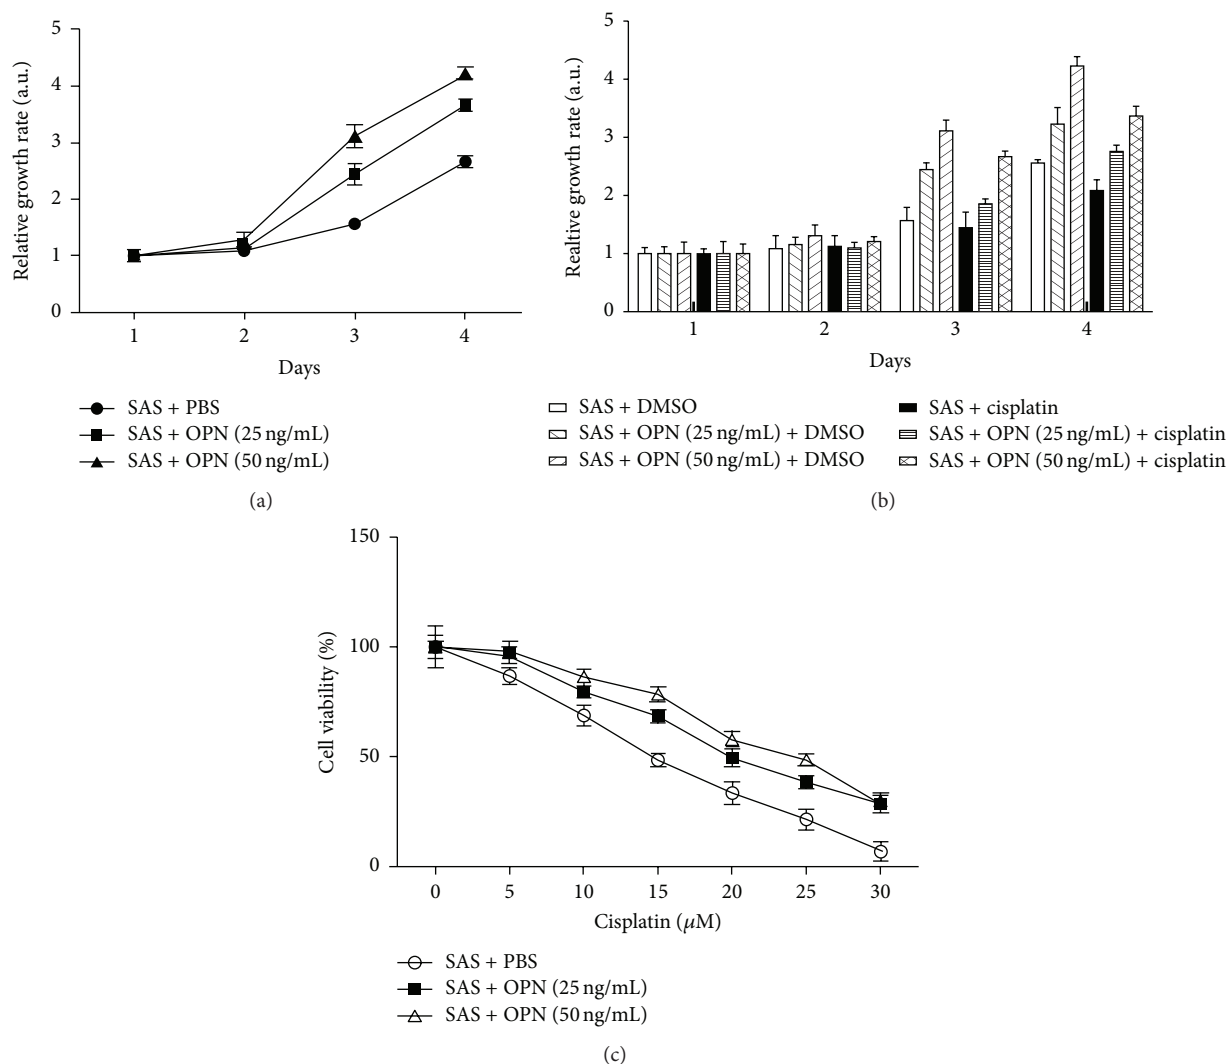 5
4
3
2
1
0
Relative growth rate (a.u.)
1 2 3 4
Days
SAS + PBS
SAS + OPN (25 ng/mL)
SAS + OPN (50 ng/mL)
(a)
5
4
3
2
1
0
Realtive growth rate (a.u.)
1 2 3 4
Days
SAS + DMSO
SAS + OPN (25 ng/mL) + DMSO
SAS + OPN (50 ng/mL) + DMSO
SAS + cisplatin
SAS + OPN (25 ng/mL) + cisplatin
SAS + OPN (50 ng/mL) + cisplatin
(b)
150
100
50
0
Cell viability (%)
0 5 10 15 20 25 30
Cisplatin (μM)
SAS + PBS
SAS + OPN (25 ng/mL)
SAS + OPN (50 ng/mL)
(c)